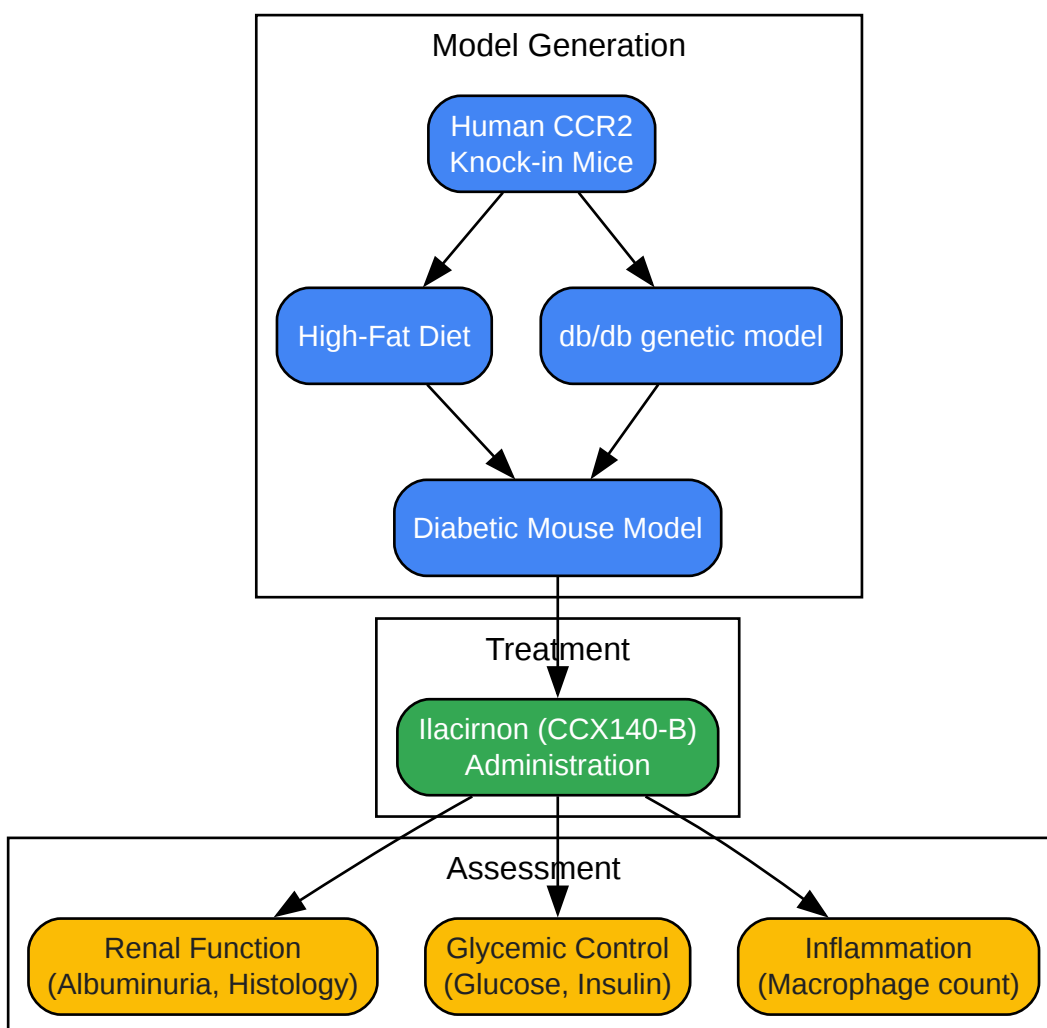 Model Generation
Human CCR2
Knock-in Mice
High-Fat Diet
db/db genetic model
Diabetic Mouse Model
Treatment
Ilacirnon (CCX140-B)
Administration
Assessment
Renal Function
(Albuminuria, Histology)
Glycemic Control
(Glucose, Insulin)
Inflammation
(Macrophage count)